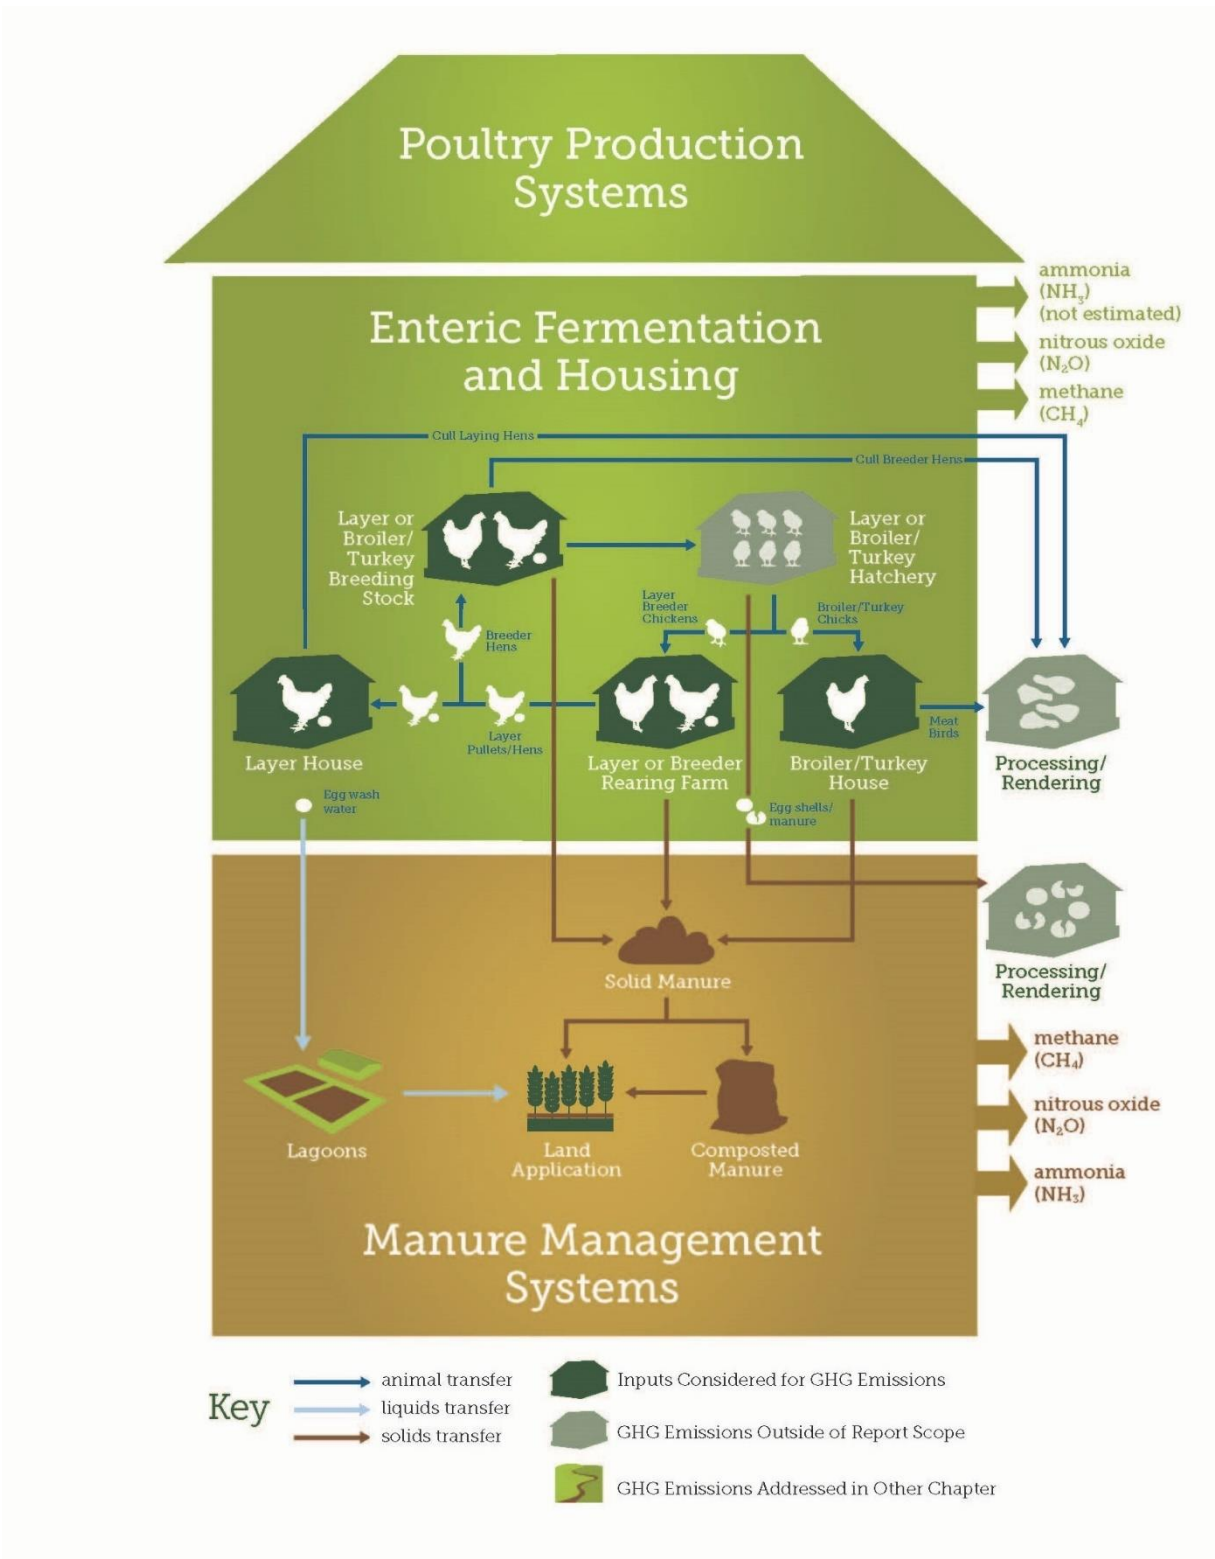 Poultry Production
Systems
Enteric Fermentation
and Housing
ammonia
(NH₃)
(not estimated)
nitrous oxide
(N₂O)
methane
(CH₄)
Cull Laying Hens
Cull Breeder Hens
Layer or
Broiler/
Turkey
Breeding
Stock
Layer or
Broiler/
Turkey
Hatchery
Layer
Breeder
Chickens
Broiler/Turkey
Chicks
Breeder
Hens
Layer
Pullets/Hens
Meat
Birds
Layer House
Layer or Breeder
Rearing Farm
Broiler/Turkey
House
Processing/
Rendering
Egg wash
water
Egg shells/
manure
Solid Manure
Processing/
Rendering
methane
(CH₄)
nitrous oxide
(N₂O)
ammonia
(NH₃)
Lagoons
Land
Application
Composted
Manure
Manure Management
Systems
Key
animal transfer
liquids transfer
solids transfer
Inputs Considered for GHG Emissions
GHG Emissions Outside of Report Scope
GHG Emissions Addressed in Other Chapter